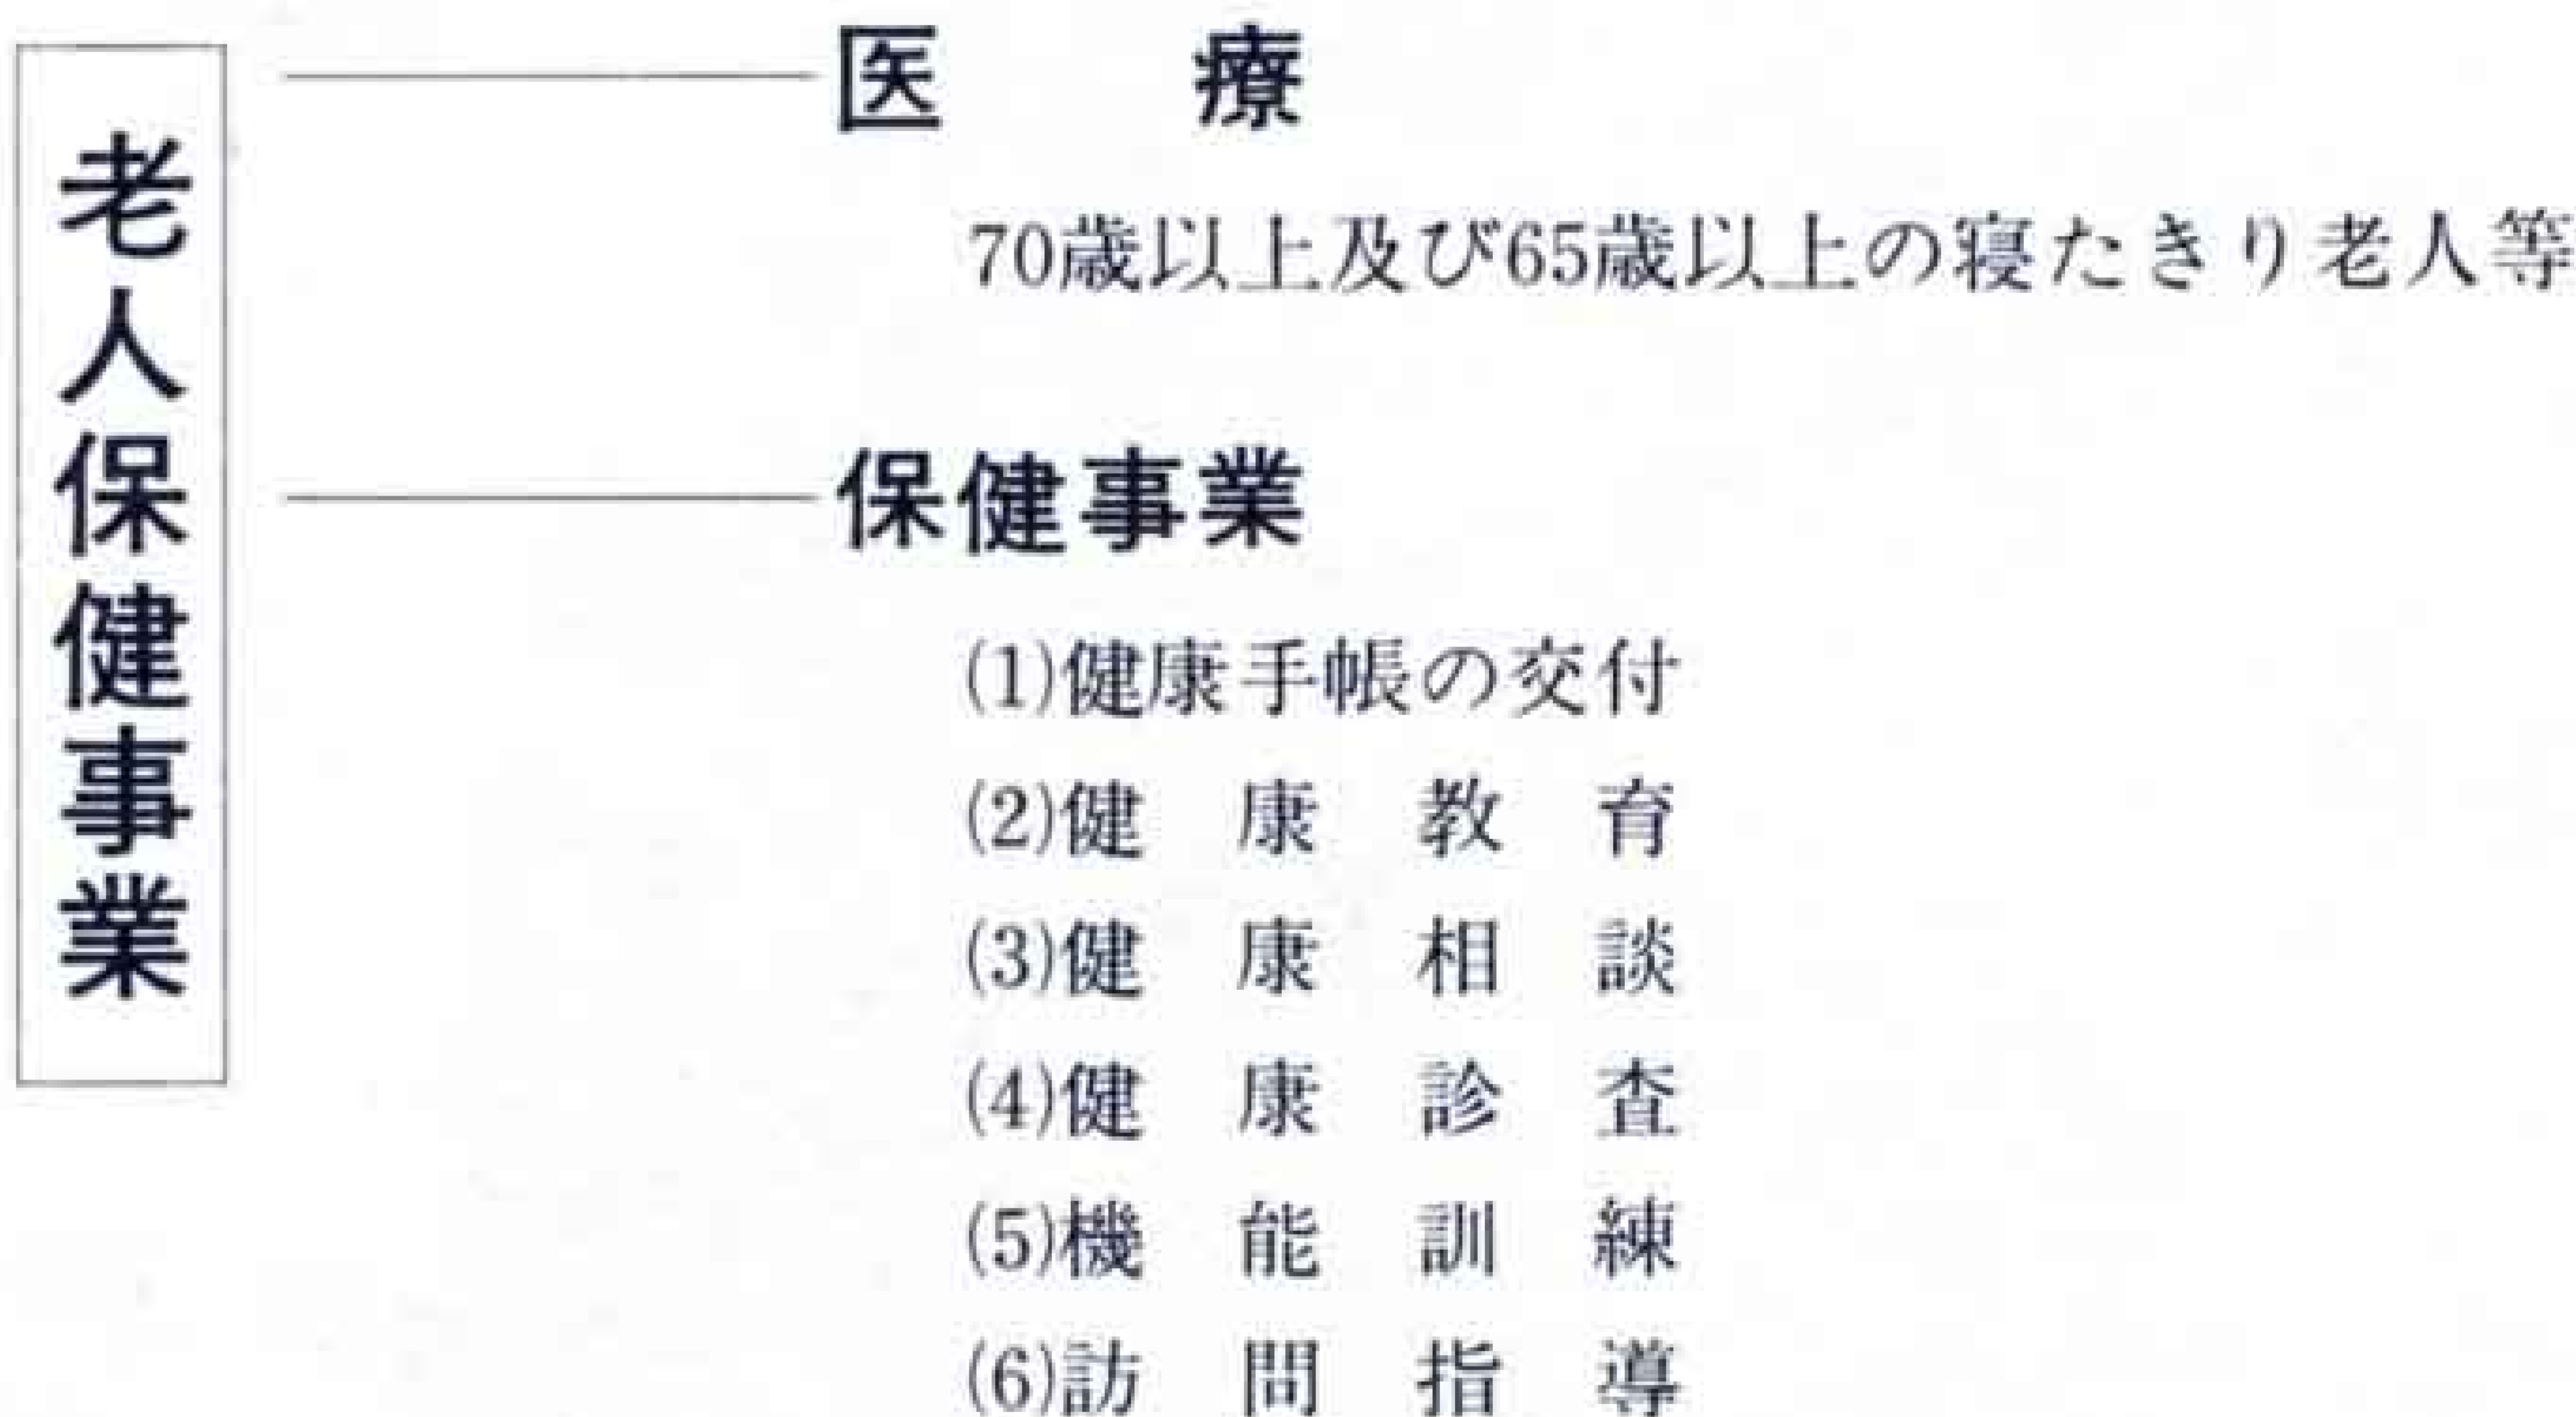 老人保健事業
医療
70歳以上及び65歳以上の寝たきり老人等
保健事業
(1)健康手帳の交付
(2)健康教育
(3)健康相談
(4)健康診査
(5)機能訓練
(6)訪問指導